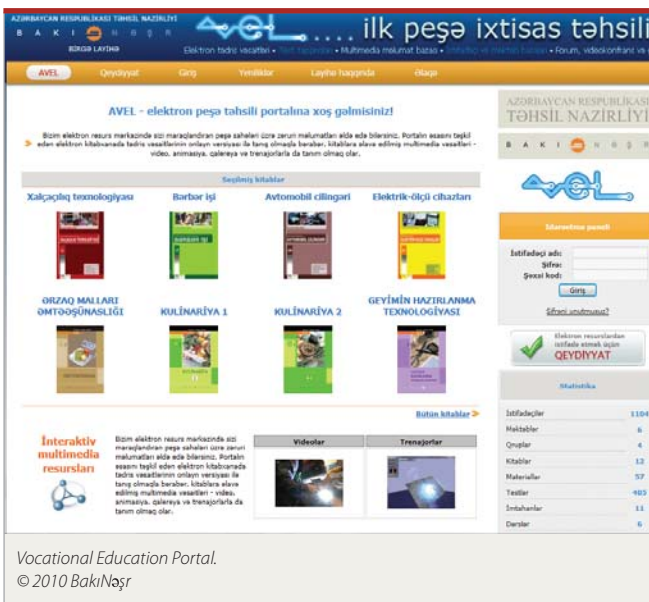 AZƏRBAYCAN RESPUBLİKASI TƏHSİL NAZİRLİYİ
B A K I N Ə Ş R
BİRGƏ LAYİHƏ
ilk peşə ixtisas təhsili
Elektron tədris vəsaitləri • • Multimedia məlumat bazası • • Forum, videokonfrans və
AVEL Qeydiyyat Giriş Yeniliklər Layihə haqqında Əlaqə
AVEL - elektron peşə təhsili portalına xoş gəlmisiniz!
Bizim elektron resurs mərkəzində sizi maraqlandıran peşə sahələri üzrə zəruri məlumatları əldə edə bilərsiniz. Portalın əsasını təşkil
edən elektron kitabxanada tədris vəsaitlərinin onlayn versiyası ilə tanış olmaqla bərabər, kitablara əlavə edilmiş multimedia vəsaitləri -
video, animasiya, qalereya və trenajorlarla da tanım olmaq olar.
Seçilmiş kitablar
Xalçaçılıq texnologiyası Bərbər işi Avtomobil çilingəri Elektrik-ölçü cihazları
ƏRZAQ MALLARI
ƏMTƏƏŞÜNASLIĞI KULİNARİYA 1 KULİNARİYA 2 GEYİMİN HAZIRLANMA
TEXNOLOGİYASI
Bütün kitablar
İnteraktiv
multimedia
resursları
Bizim elektron resurs mərkəzində sizi
maraqlandıran peşə sahələri üzrə zəruri
məlumatları əldə edə bilərsiniz. Portalın
əsasını təşkil edən elektron kitabxanada
tədris vəsaitlərinin onlayn versiyası ilə
tanış olmaqla bərabər, kitablara əlavə
edilmiş multimedia vəsaitləri - video,
animasiya, qalereya və trenajorlarla da
tanım olmaq olar.
Videolar Trenajorlar
AZƏRBAYCAN RESPUBLİKASI
TƏHSİL NAZİRLİYİ
B A K I N Ə Ş R
İdarəetmə paneli
İstifadəçi adı:
Şifrə:
Şəxsi kod:
Giriş
Şifrəni unutmusuz?
Elektron resurslardan
istifadə etmək üçün
QEYDİYYAT
Statistika
İstifadəçilər 1104
Məktəblər 6
Qruplar 4
Kitablar 12
Materiallar 57
Testlər 403
İmtahanlar 11
Dərslər 6
Vocational Education Portal.
© 2010 BakıNəşr